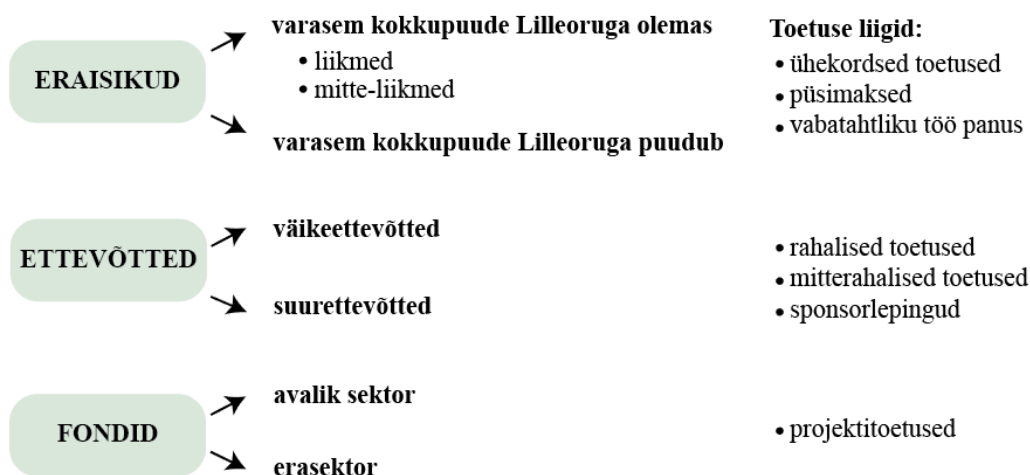 ERAISIKUD
varasem kokkupuude Lilleoruga olemas
• liikmed
• mitte-liikmed
varasem kokkupuude Lilleoruga puudub
Toetuse liigid:
• ühekordsed toetused
• püsimaksed
• vabatahtliku töö panus
ETTEVÕTTED
väikeettevõtted
suurettevõtted
• rahalised toetused
• mitterahalised toetused
• sponsorlepingud
FONDID
avalik sektor
erasektor
• projektitoetused